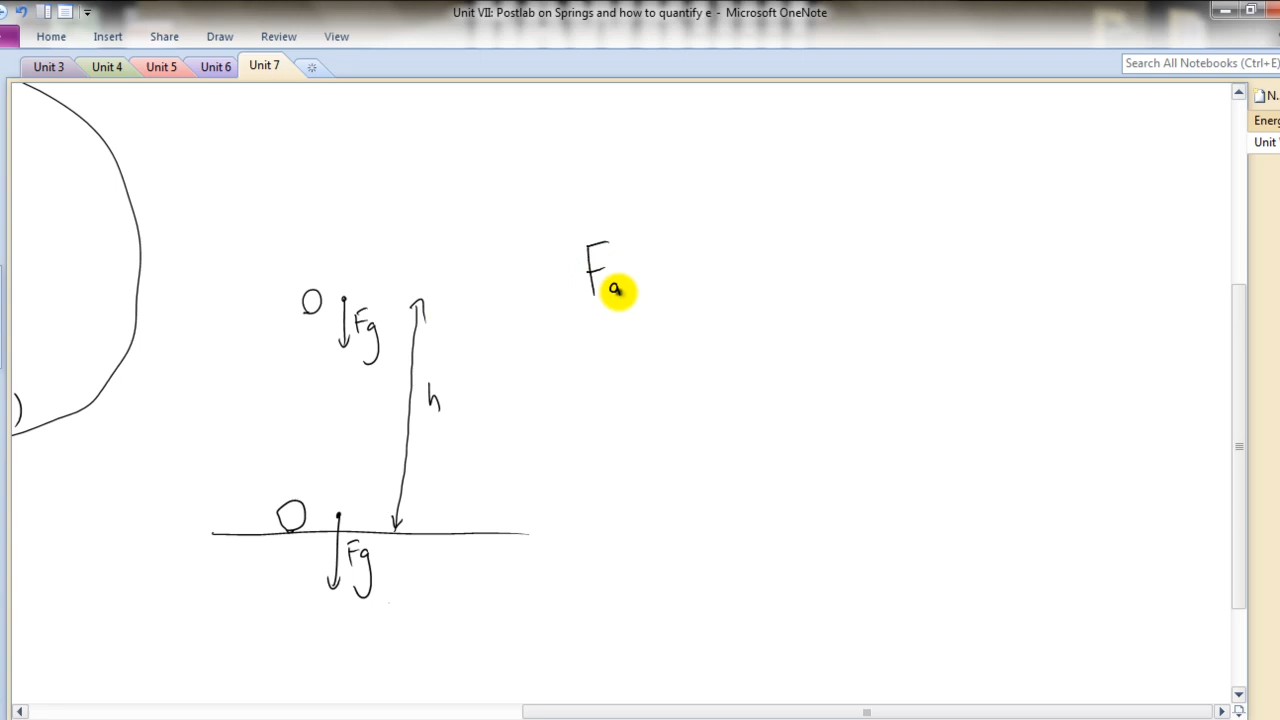 Unit VII: Postlab on Springs and how to quantify e - Microsoft OneNote
Home Insert Share Draw Review View
Unit 3 Unit 4 Unit 5 Unit 6 Unit 7
Search All Notebooks (Ctrl+E)
N..
Energ
Unit
F
O Fg
h
)
O
Fg